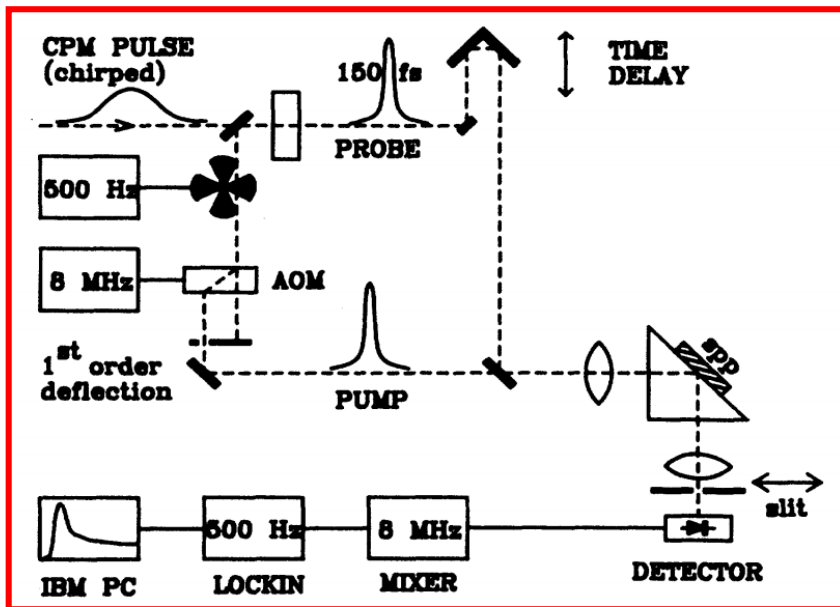 CPM PULSE
(chirped)
150 fs
TIME
DELAY
PROBE
500 Hz
8 MHz
AOM
1st order
deflection
PUMP
spp
slit
500 Hz
8 MHz
IBM PC
LOCKIN
MIXER
DETECTOR